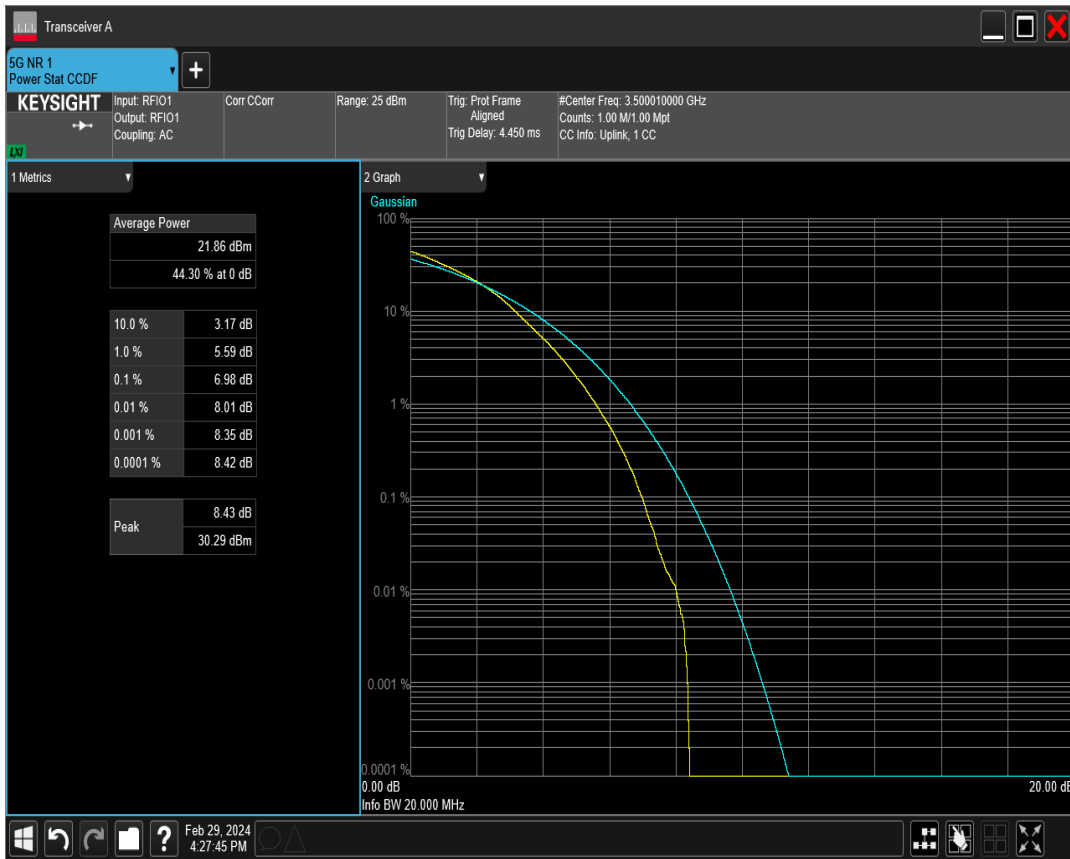 Transceiver A
5G NR 1
Power Stat CCDF
+
KEYSIGHT
LXI
Input: RFIO1
Output: RFIO1
Coupling: AC
Corr CCorr
Range: 25 dBm
Trig: Prot Frame
Aligned
Trig Delay: 4.450 ms
#Center Freq: 3.500010000 GHz
Counts: 1.00 M/1.00 Mpt
CC Info: Uplink, 1 CC
1 Metrics
Average Power
21.86 dBm
44.30 % at 0 dB
10.0 % 3.17 dB
1.0 % 5.59 dB
0.1 % 6.98 dB
0.01 % 8.01 dB
0.001 % 8.35 dB
0.0001 % 8.42 dB
Peak
8.43 dB
30.29 dBm
2 Graph
Gaussian
100 %
10 %
1 %
0.1 %
0.01 %
0.001 %
0.0001 %
0.00 dB 20.00 dB
Info BW 20.000 MHz
?
Feb 29, 2024
4:27:45 PM